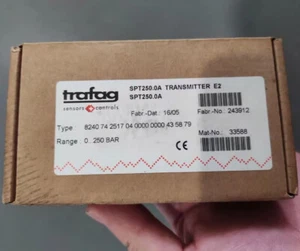 trafag
sensors controls
SPT250.0A TRANSMITTER E2
SPT250.0A
Fabr.-Dat.: 16/05
Fabr.-No.: 243912
Type 8240 74 2517 04 0000 0000 43 58 79
Mat-No.: 33588
Range : 0...250 BAR
CE